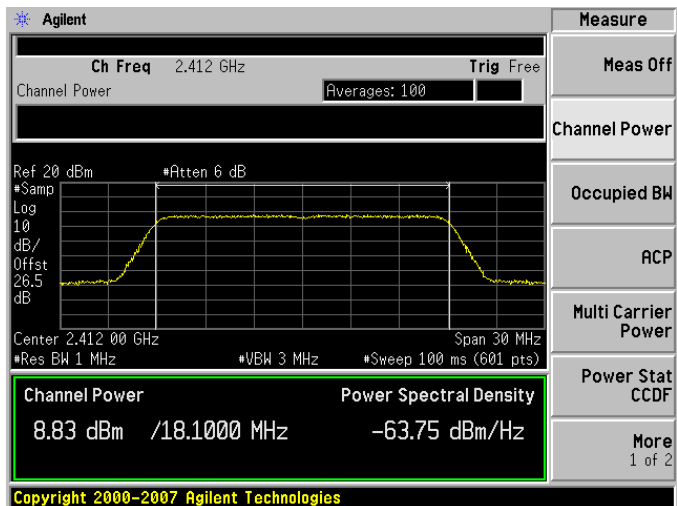 Agilent
Ch Freq 2.412 GHz Trig Free
Channel Power Averages: 100
Ref 20 dBm #Atten 6 dB
#Samp
Log
10
dB/
Offst
26.5
dB
Center 2.412 00 GHz Span 30 MHz
#Res BW 1 MHz #VBW 3 MHz #Sweep 100 ms (601 pts)
Channel Power Power Spectral Density
8.83 dBm /18.1000 MHz -63.75 dBm/Hz
Copyright 2000-2007 Agilent Technologies
Measure
Meas Off
Channel Power
Occupied BW
ACP
Multi Carrier
Power
Power Stat
CCDF
More
1 of 2